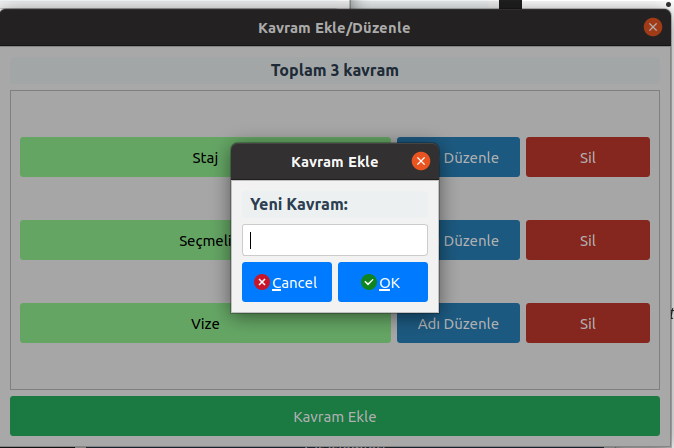 Kavram Ekle/Düzenle
Toplam 3 kavram
Staj Düzenle Sil
Kavram Ekle
Yeni Kavram:
Seçmeli Düzenle Sil
Cancel OK
Vize Adı Düzenle Sil
Kavram Ekle